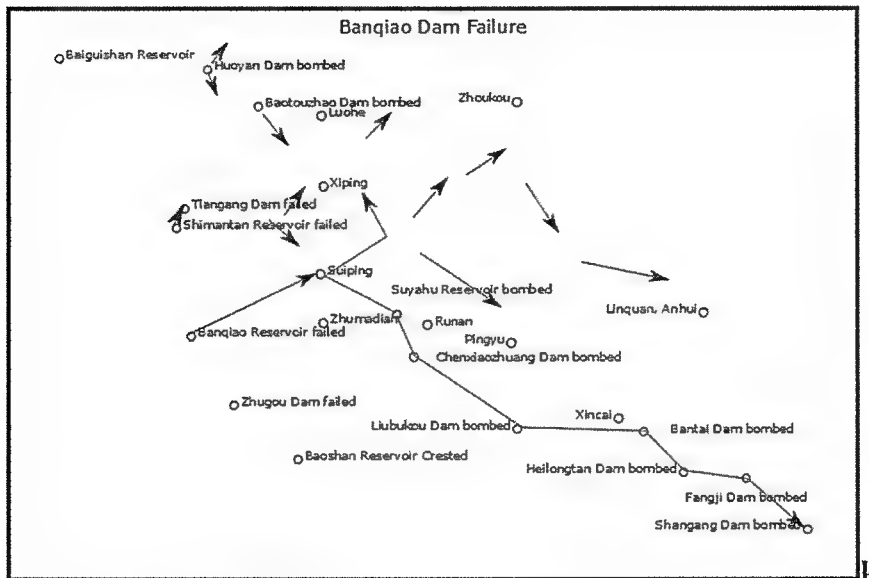 Banqiao Dam Failure
Baiguishan Reservoir
Huoyan Dam bombed
Baotouzhao Dam bombed
Luohe
Zhoukou
Xiping
Tiangang Dam failed
Shimantan Reservoir failed
Suiping
Suyahu Reservoir bombed
Linquan, Anhui
Zhumadian
Runan
Banqiao Reservoir failed
Pingyu
Chenxiaozhuang Dam bombed
Zhugou Dam failed
Xincai
Liubukou Dam bombed
Bantai Dam bombed
Baoshan Reservoir Crested
Heilongtan Dam bombed
Fangji Dam bombed
Shangang Dam bombed